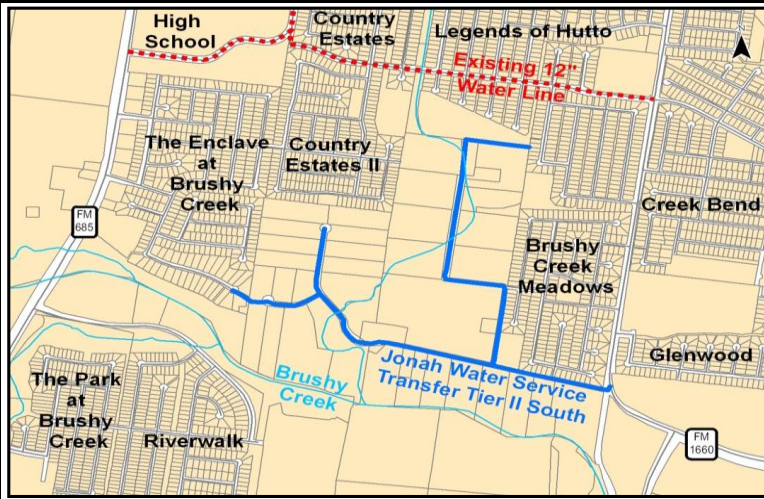 High
School
Country
Estates
Legends of Hutto
Existing 12"
Water Line
The Enclave
at
Brushy
Creek
Country
Estates II
FM
685
Creek Bend
Brushy
Creek
Meadows
Glenwood
Jonah Water Service
Transfer Tier II South
Brushy
Creek
The Park
at
Brushy
Creek
Riverwalk
FM
1660